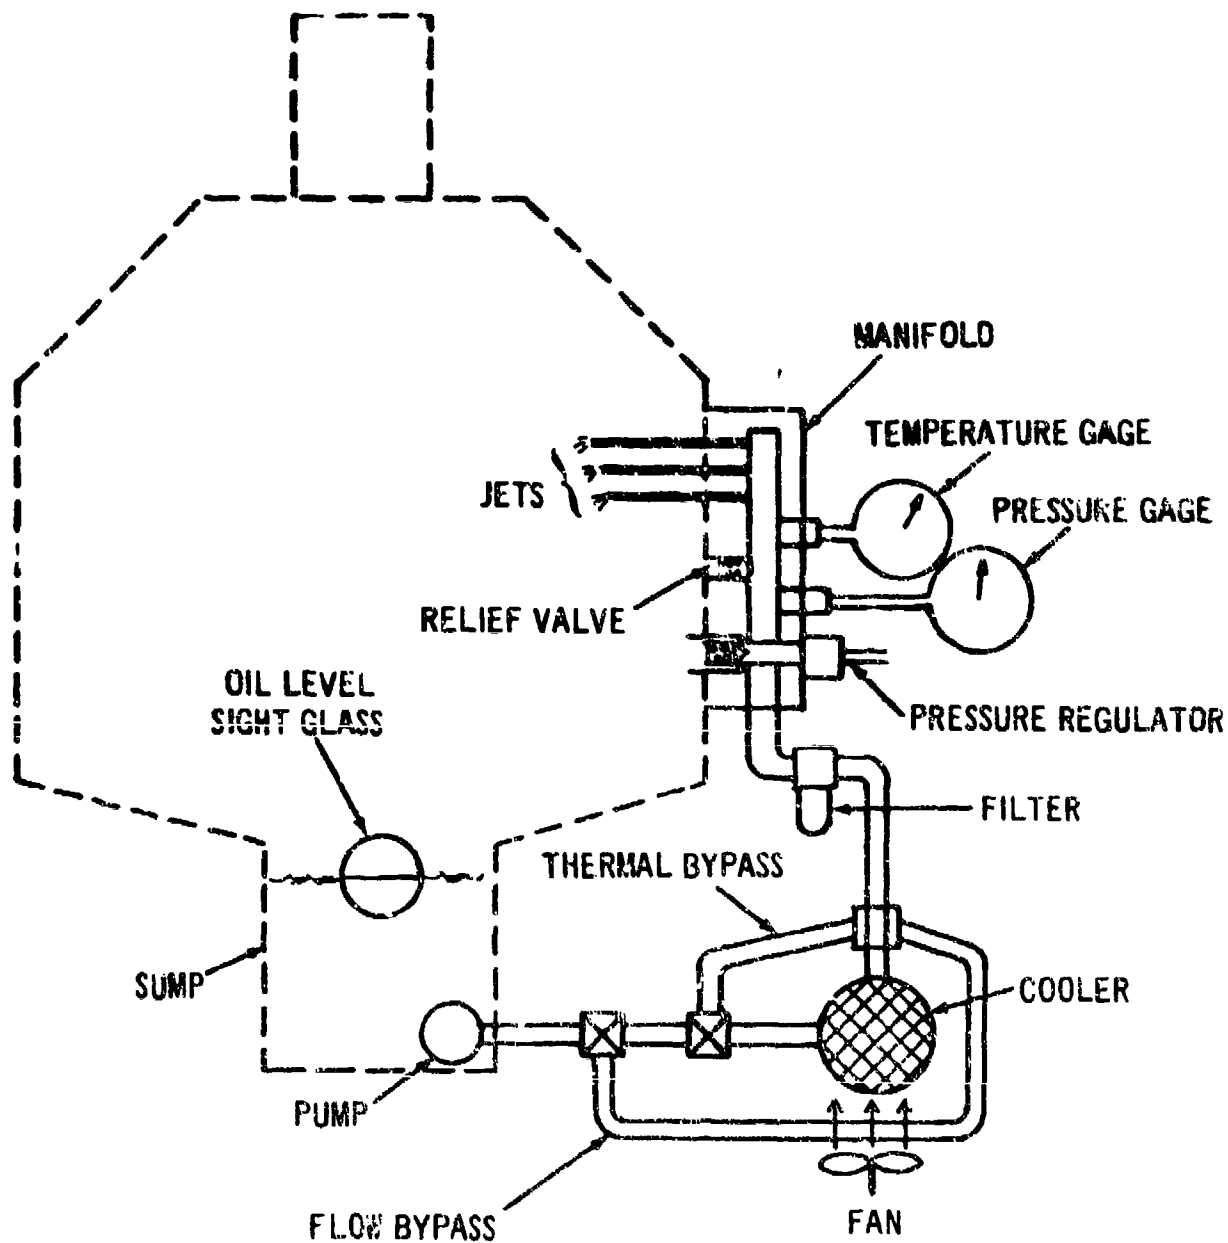 MANIFOLD
TEMPERATURE GAGE
PRESSURE GAGE
JETS
RELIEF VALVE
OIL LEVEL
SIGHT GLASS
PRESSURE REGULATOR
FILTER
THERMAL BYPASS
SUMP
COOLER
PUMP
FLOW BYPASS
FAN